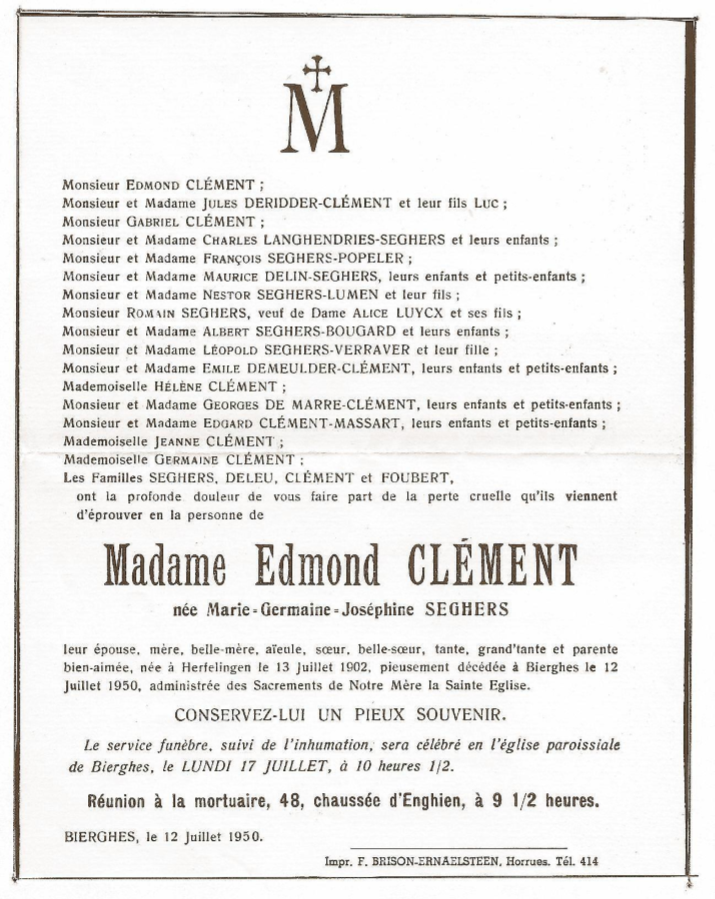 M
Monsieur EDMOND CLÉMENT ;
Monsieur et Madame JULES DERIDDER-CLÉMENT et leur fils LUC ;
Monsieur GABRIEL CLÉMENT ;
Monsieur et Madame CHARLES LANGHENDRIES-SEGHERS et leurs enfants ;
Monsieur et Madame FRANÇOIS SEGHERS-POPELER ;
Monsieur et Madame MAURICE DELIN-SEGHERS, leurs enfants et petits-enfants ;
Monsieur et Madame NESTOR SEGHERS-LUMEN et leur fils ;
Monsieur ROMAIN SEGHERS, veuf de Dame ALICE LUYCX et ses fils ;
Monsieur et Madame ALBERT SEGHERS-BOUGARD et leurs enfants ;
Monsieur et Madame LÉOPOLD SEGHERS-VERRAVER et leur fille ;
Monsieur et Madame EMILE DEMEULDER-CLÉMENT, leurs enfants et petits-enfants ;
Mademoiselle HÉLÈNE CLÉMENT ;
Monsieur et Madame GEORGES DE MARRE-CLÉMENT, leurs enfants et petits-enfants ;
Monsieur et Madame EDGARD CLÉMENT-MASSART, leurs enfants et petits-enfants ;
Mademoiselle JEANNE CLÉMENT ;
Mademoiselle GERMAINE CLÉMENT ;
Les Familles SEGHERS, DELEU, CLÉMENT et FOUBERT,
ont la profonde douleur de vous faire part de la perte cruelle qu'ils viennent
d'éprouver en la personne de
Madame Edmond CLÉMENT
née Marie-Germaine-Joséphine SEGHERS
leur épouse, mère, belle-mère, aïeule, sœur, belle-sœur, tante, grand'tante et parente
bien-aimée, née à Herfelingen le 13 Juillet 1902, pieusement décédée à Bierghes le 12
Juillet 1950, administrée des Sacrements de Notre Mère la Sainte Eglise.
CONSERVEZ-LUI UN PIEUX SOUVENIR.
Le service funèbre, suivi de l'inhumation, sera célébré en l'église paroissiale
de Bierghes, le LUNDI 17 JUILLET, à 10 heures 1/2.
Réunion à la mortuaire, 48, chaussée d'Enghien, à 9 1/2 heures.
BIERGHES, le 12 Juillet 1950.
Impr. F. BRISON-ERNAELSTEEN, Horrues. Tél. 414